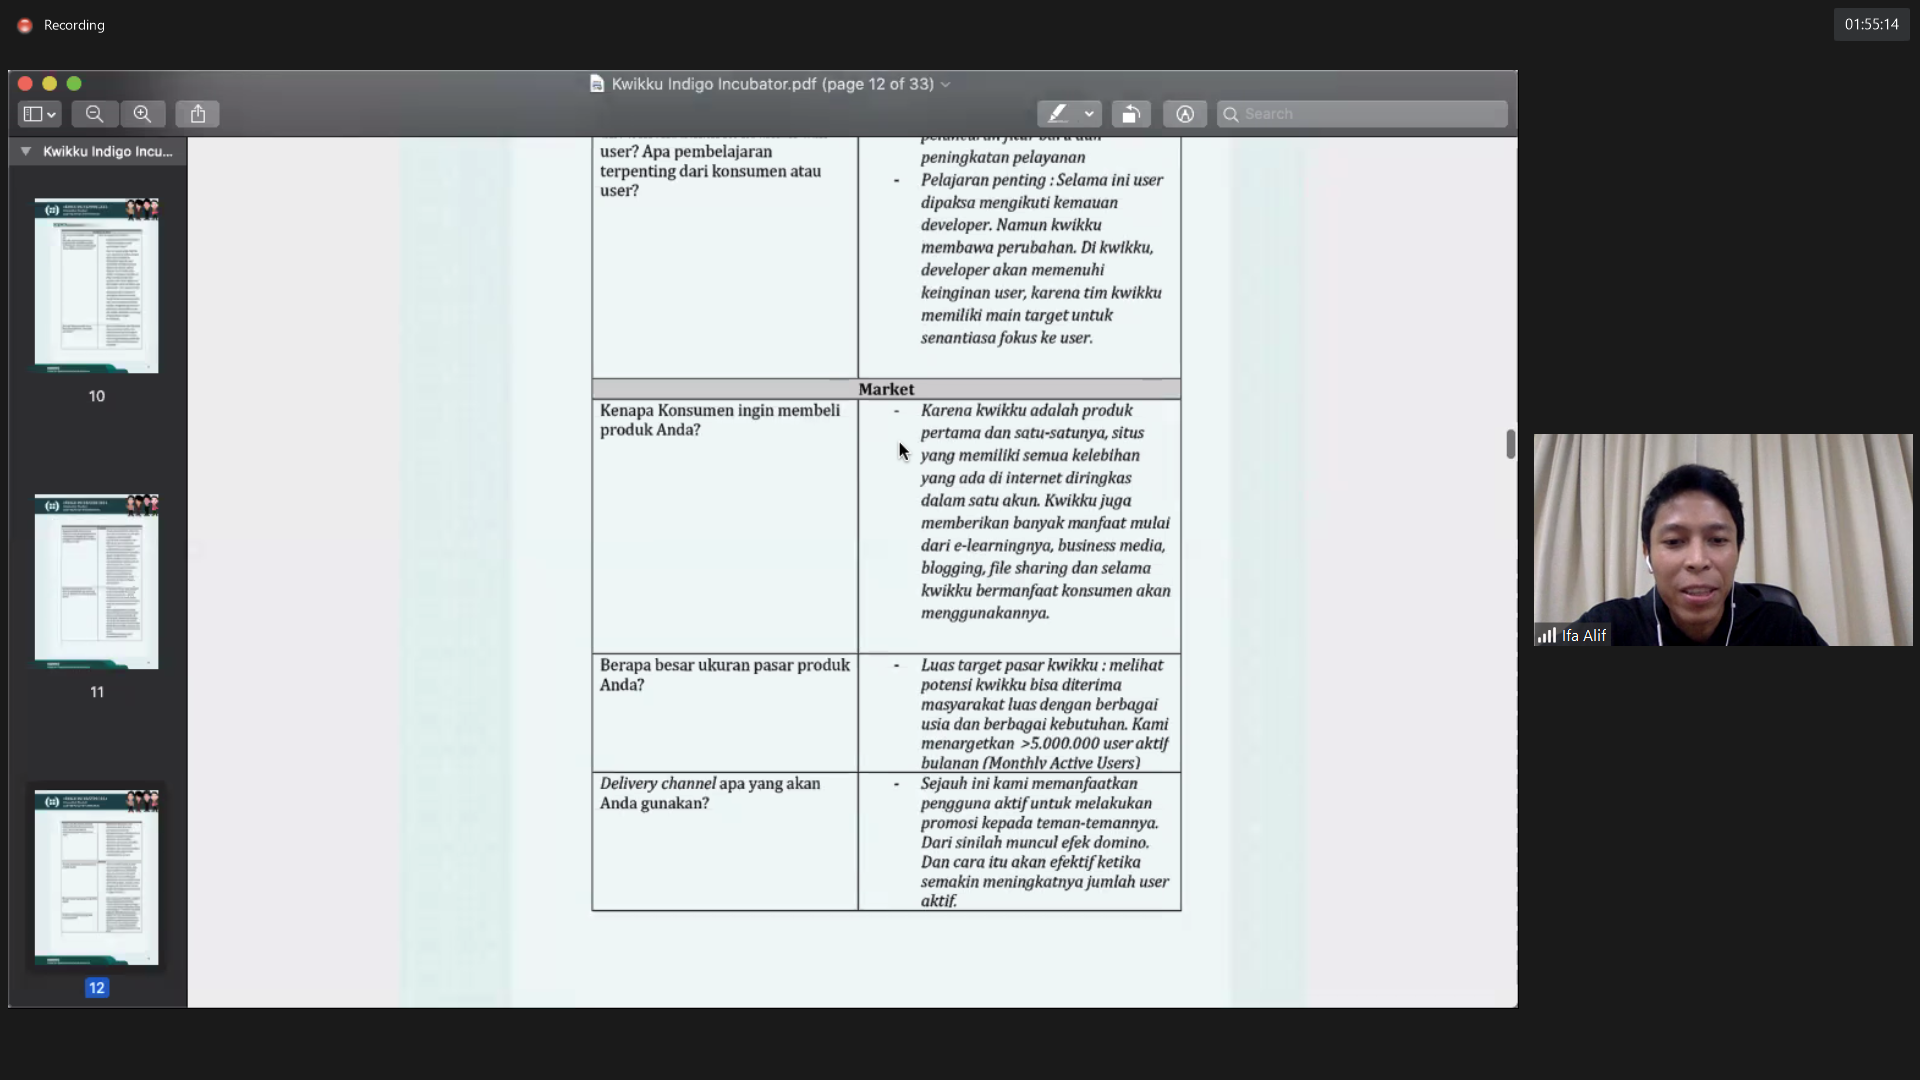 Recording
01:55:14
Kwikku Indigo Incubator.pdf (page 12 of 33)
Search
Kwikku Indigo Incu...
10
11
12
user? Apa pembelajaran
terpenting dari konsumen atau
user?
peningkatan pelayanan
- Pelajaran penting : Selama ini user
dipaksa mengikuti kemauan
developer. Namun kwikku
membawa perubahan. Di kwikku,
developer akan memenuhi
keinginan user, karena tim kwikku
memiliki main target untuk
senantiasa fokus ke user.
Market
Kenapa Konsumen ingin membeli
produk Anda?
- Karena kwikku adalah produk
pertama dan satu-satunya, situs
yang memiliki semua kelebihan
yang ada di internet diringkas
dalam satu akun. Kwikku juga
memberikan banyak manfaat mulai
dari e-learningnya, business media,
blogging, file sharing dan selama
kwikku bermanfaat konsumen akan
menggunakannya.
Berapa besar ukuran pasar produk
Anda?
- Luas target pasar kwikku : melihat
potensi kwikku bisa diterima
masyarakat luas dengan berbagai
usia dan berbagai kebutuhan. Kami
menargetkan >5.000.000 user aktif
bulanan (Monthly Active Users)
Delivery channel apa yang akan
Anda gunakan?
- Sejauh ini kami memanfaatkan
pengguna aktif untuk melakukan
promosi kepada teman-temannya.
Dari sinilah muncul efek domino.
Dan cara itu akan efektif ketika
semakin meningkatnya jumlah user
aktif.
Ifa Alif